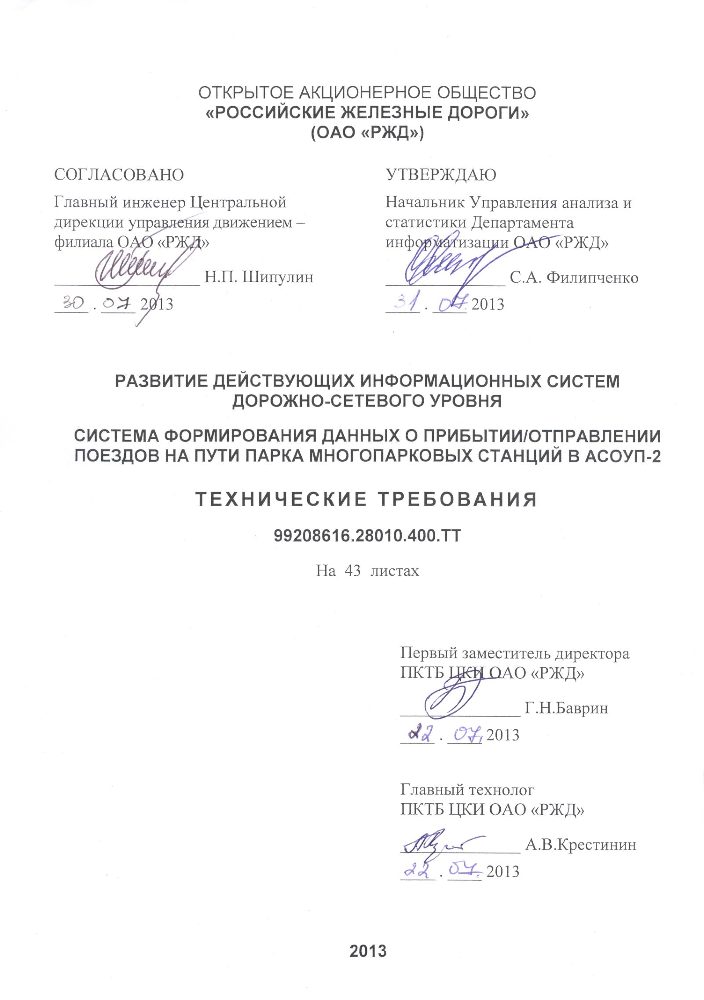 ОТКРЫТОЕ АКЦИОНЕРНОЕ ОБЩЕСТВО
«РОССИЙСКИЕ ЖЕЛЕЗНЫЕ ДОРОГИ»
(ОАО «РЖД»)
СОГЛАСОВАНО
Главный инженер Центральной
дирекции управления движением –
филиала ОАО «РЖД»
Н.П. Шипулин
30 . 07 2013
УТВЕРЖДАЮ
Начальник Управления анализа и
статистики Департамента
информатизации ОАО «РЖД»
С.А. Филипченко
31 . 07. 2013
РАЗВИТИЕ ДЕЙСТВУЮЩИХ ИНФОРМАЦИОННЫХ СИСТЕМ
ДОРОЖНО-СЕТЕВОГО УРОВНЯ
СИСТЕМА ФОРМИРОВАНИЯ ДАННЫХ О ПРИБЫТИИ/ОТПРАВЛЕНИИ
ПОЕЗДОВ НА ПУТИ ПАРКА МНОГОПАРКОВЫХ СТАНЦИЙ В АСОУП-2
ТЕХНИЧЕСКИЕ ТРЕБОВАНИЯ
99208616.28010.400.ТТ
На 43 листах
Первый заместитель директора
ПКТБ ЦКИ ОАО «РЖД»
Г.Н.Баврин
22 . 07. 2013
Главный технолог
ПКТБ ЦКИ ОАО «РЖД»
А.В.Крестинин
22 . 07. 2013
2013